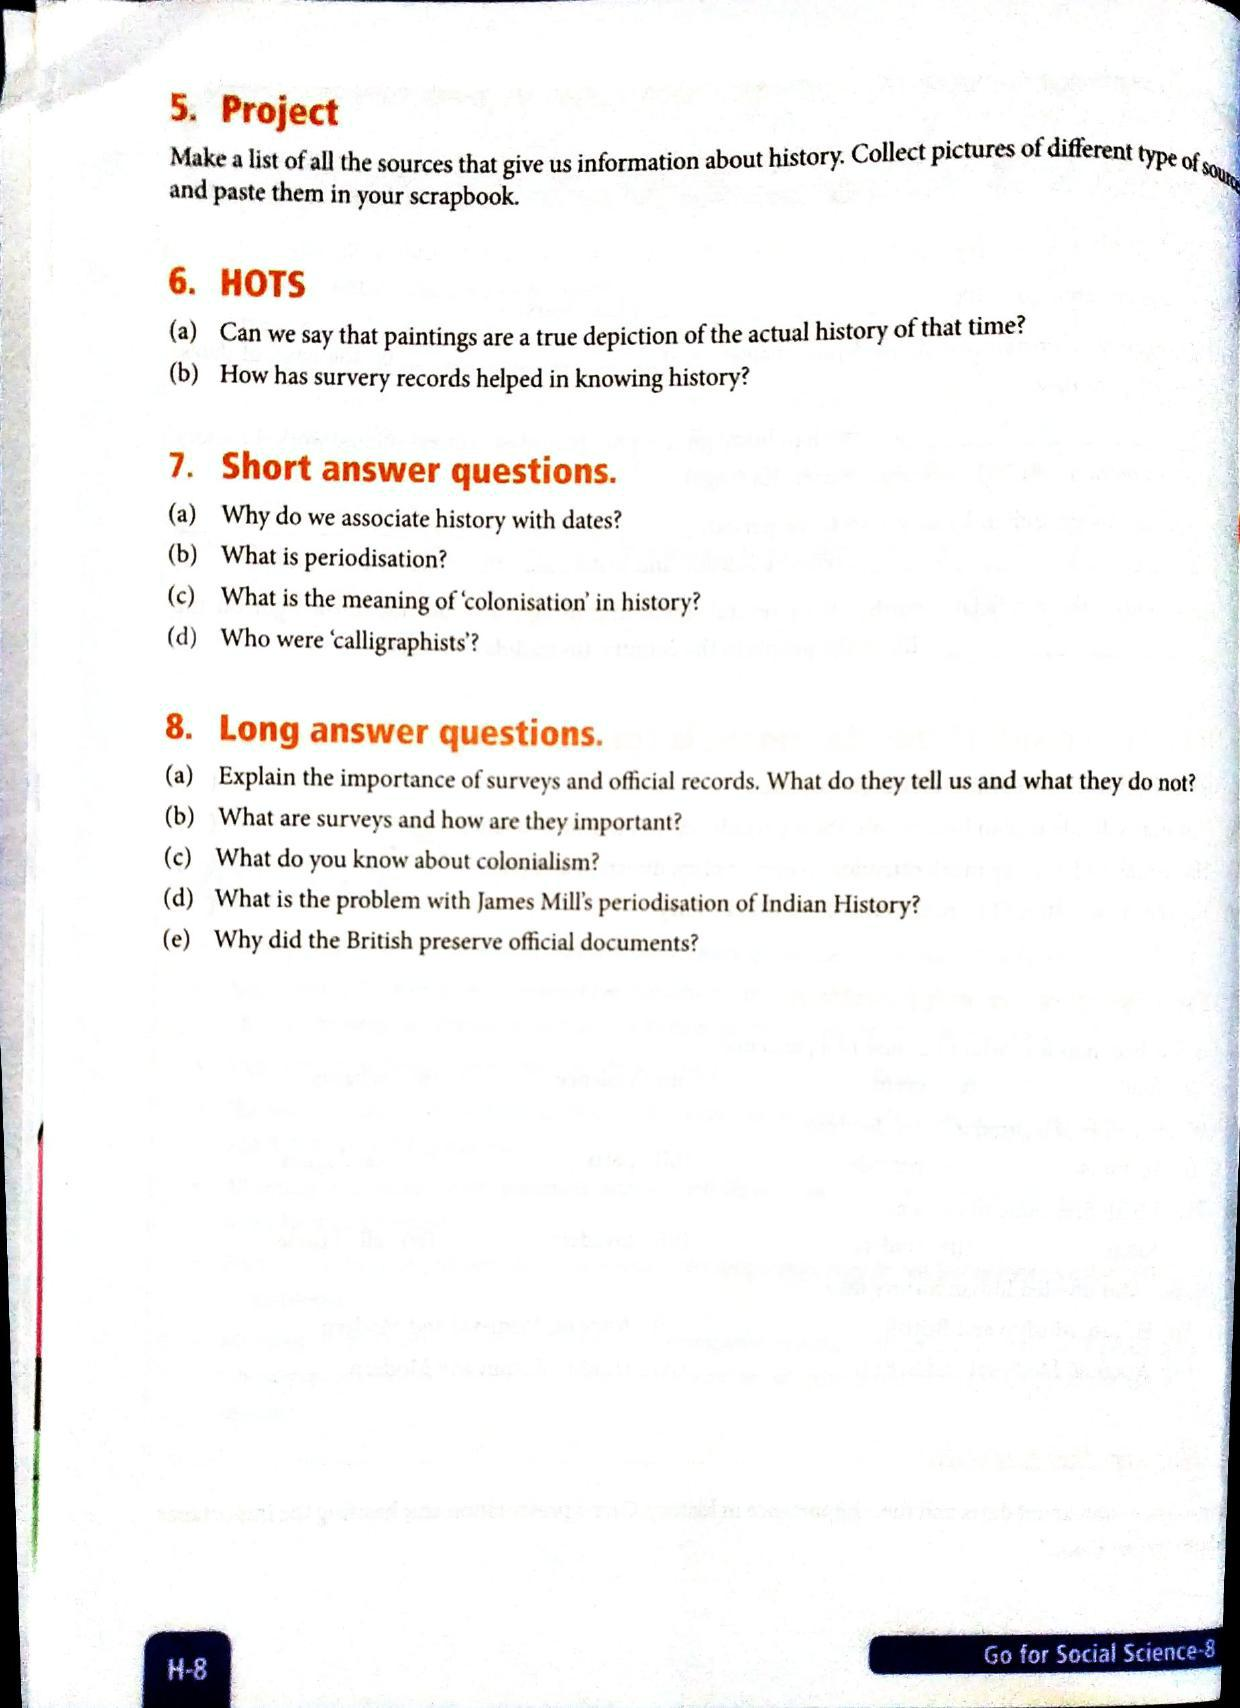 5. Project
Make a list of all the sources that give us information about history. Collect pictures of different type of
and paste them in your scrapbook.
6. HOTS
(a) Can we say that paintings are a true depiction of the actual history of that time?
(b) How has survery records helped in knowing history?
7. Short answer questions.
(a) Why do we associate history with dates?
(b) What is periodisation?
(c) What is the meaning of ‘colonisation’ in history?
(d) Who were ‘calligraphists’?
8. Long answer questions.
(a) Explain the importance of surveys and official records. What do they tell us and what they do not?
(b) What are surveys and how are they important?
(c) What do you know about colonialism?
(d) What is the problem with James Mill’s periodisation of Indian History?
(e) Why did the British preserve official documents?
H-8
Go for Social Science-8